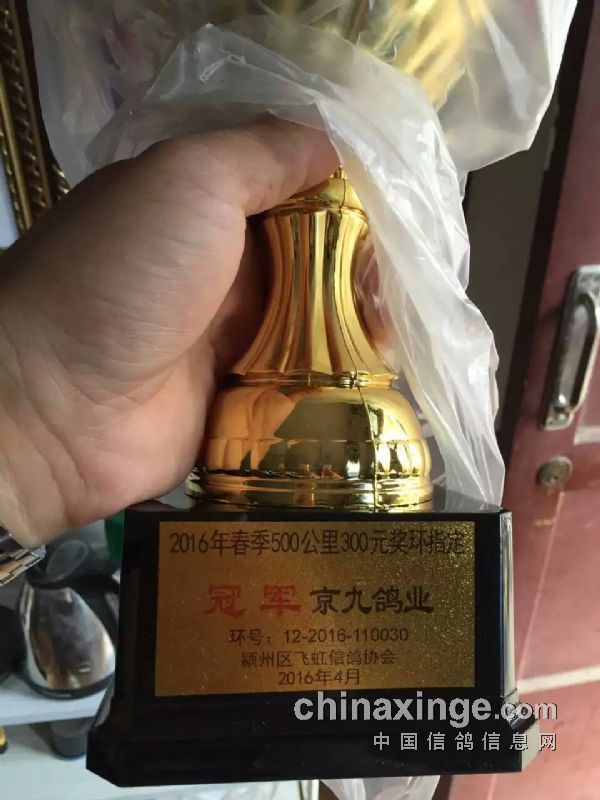 2016年春季500公里300元奖环指定
冠军 京九鸽业
环号：12-2016-110030
颍州区飞虹信鸽协会
2016年4月
chinaxinge.com
中国信鸽信息网